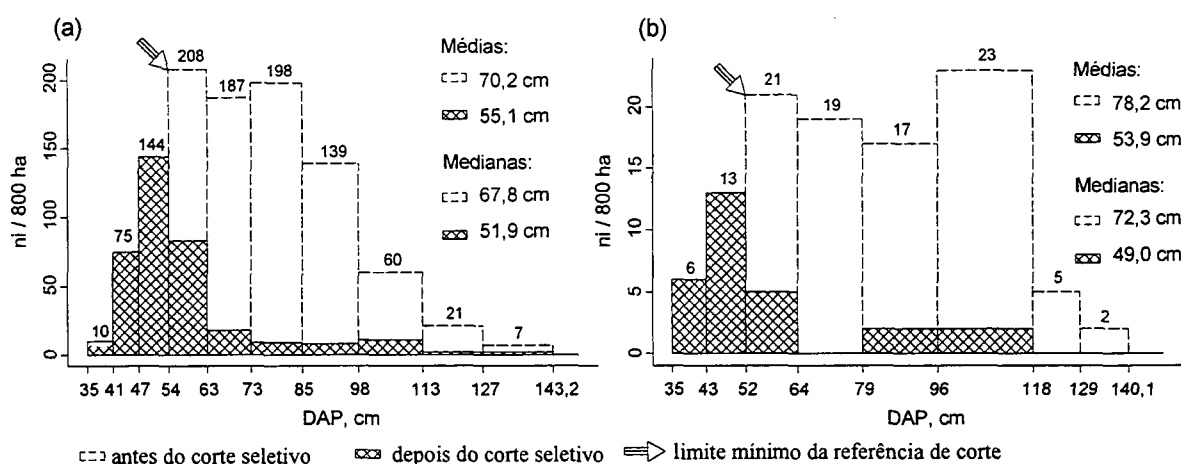 (a)
208
187
198
139
144
75
10
60
21
7
Médias:
70,2 cm
55,1 cm
Medianas:
67,8 cm
51,9 cm
ni / 800 ha
0
50
100
150
200
35 41 47 54 63 73 85 98 113 127 143,2
DAP, cm
(b)
21
19
17
23
13
6
5
2
Médias:
78,2 cm
53,9 cm
Medianas:
72,3 cm
49,0 cm
ni / 800 ha
0
5
10
15
20
35 43 52 64 79 96 118 129 140,1
DAP, cm
antes do corte seletivo depois do corte seletivo limite mínimo da referência de corte